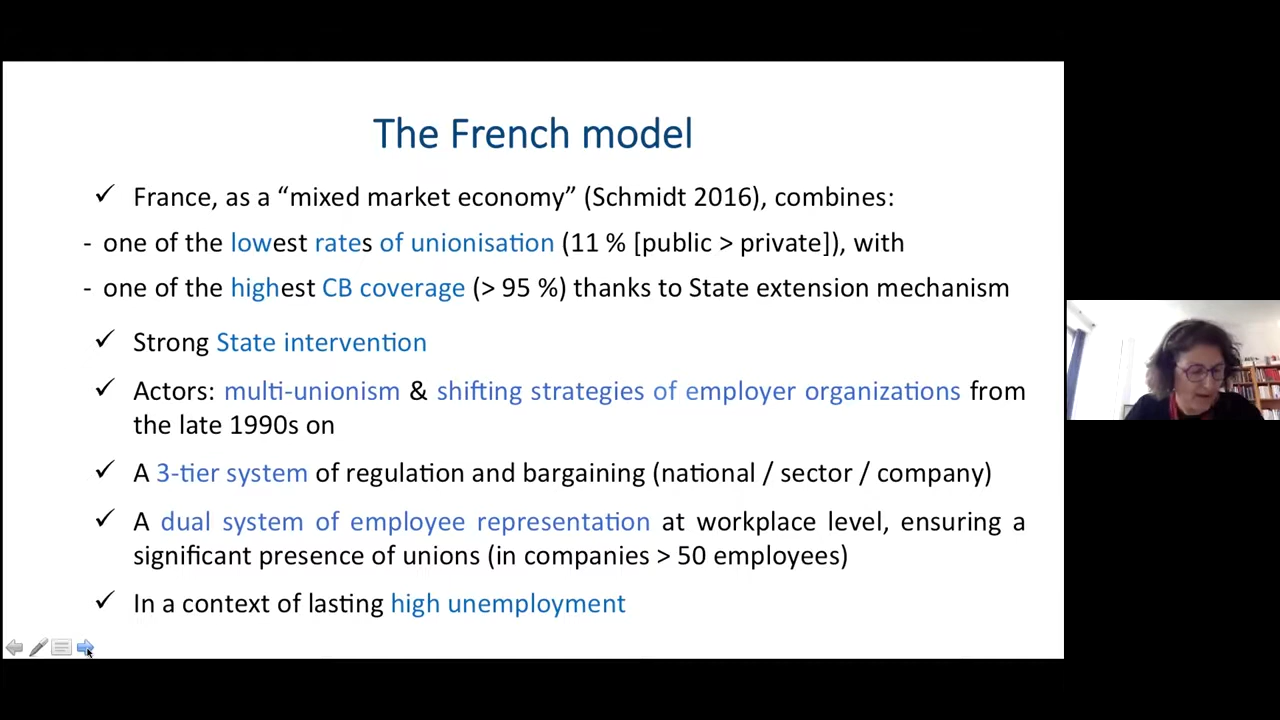 The French model
✓ France, as a “mixed market economy” (Schmidt 2016), combines:
- one of the lowest rates of unionisation (11 % [public > private]), with
- one of the highest CB coverage (> 95 %) thanks to State extension mechanism
✓ Strong State intervention
✓ Actors: multi-unionism & shifting strategies of employer organizations from
the late 1990s on
✓ A 3-tier system of regulation and bargaining (national / sector / company)
✓ A dual system of employee representation at workplace level, ensuring a
significant presence of unions (in companies > 50 employees)
✓ In a context of lasting high unemployment